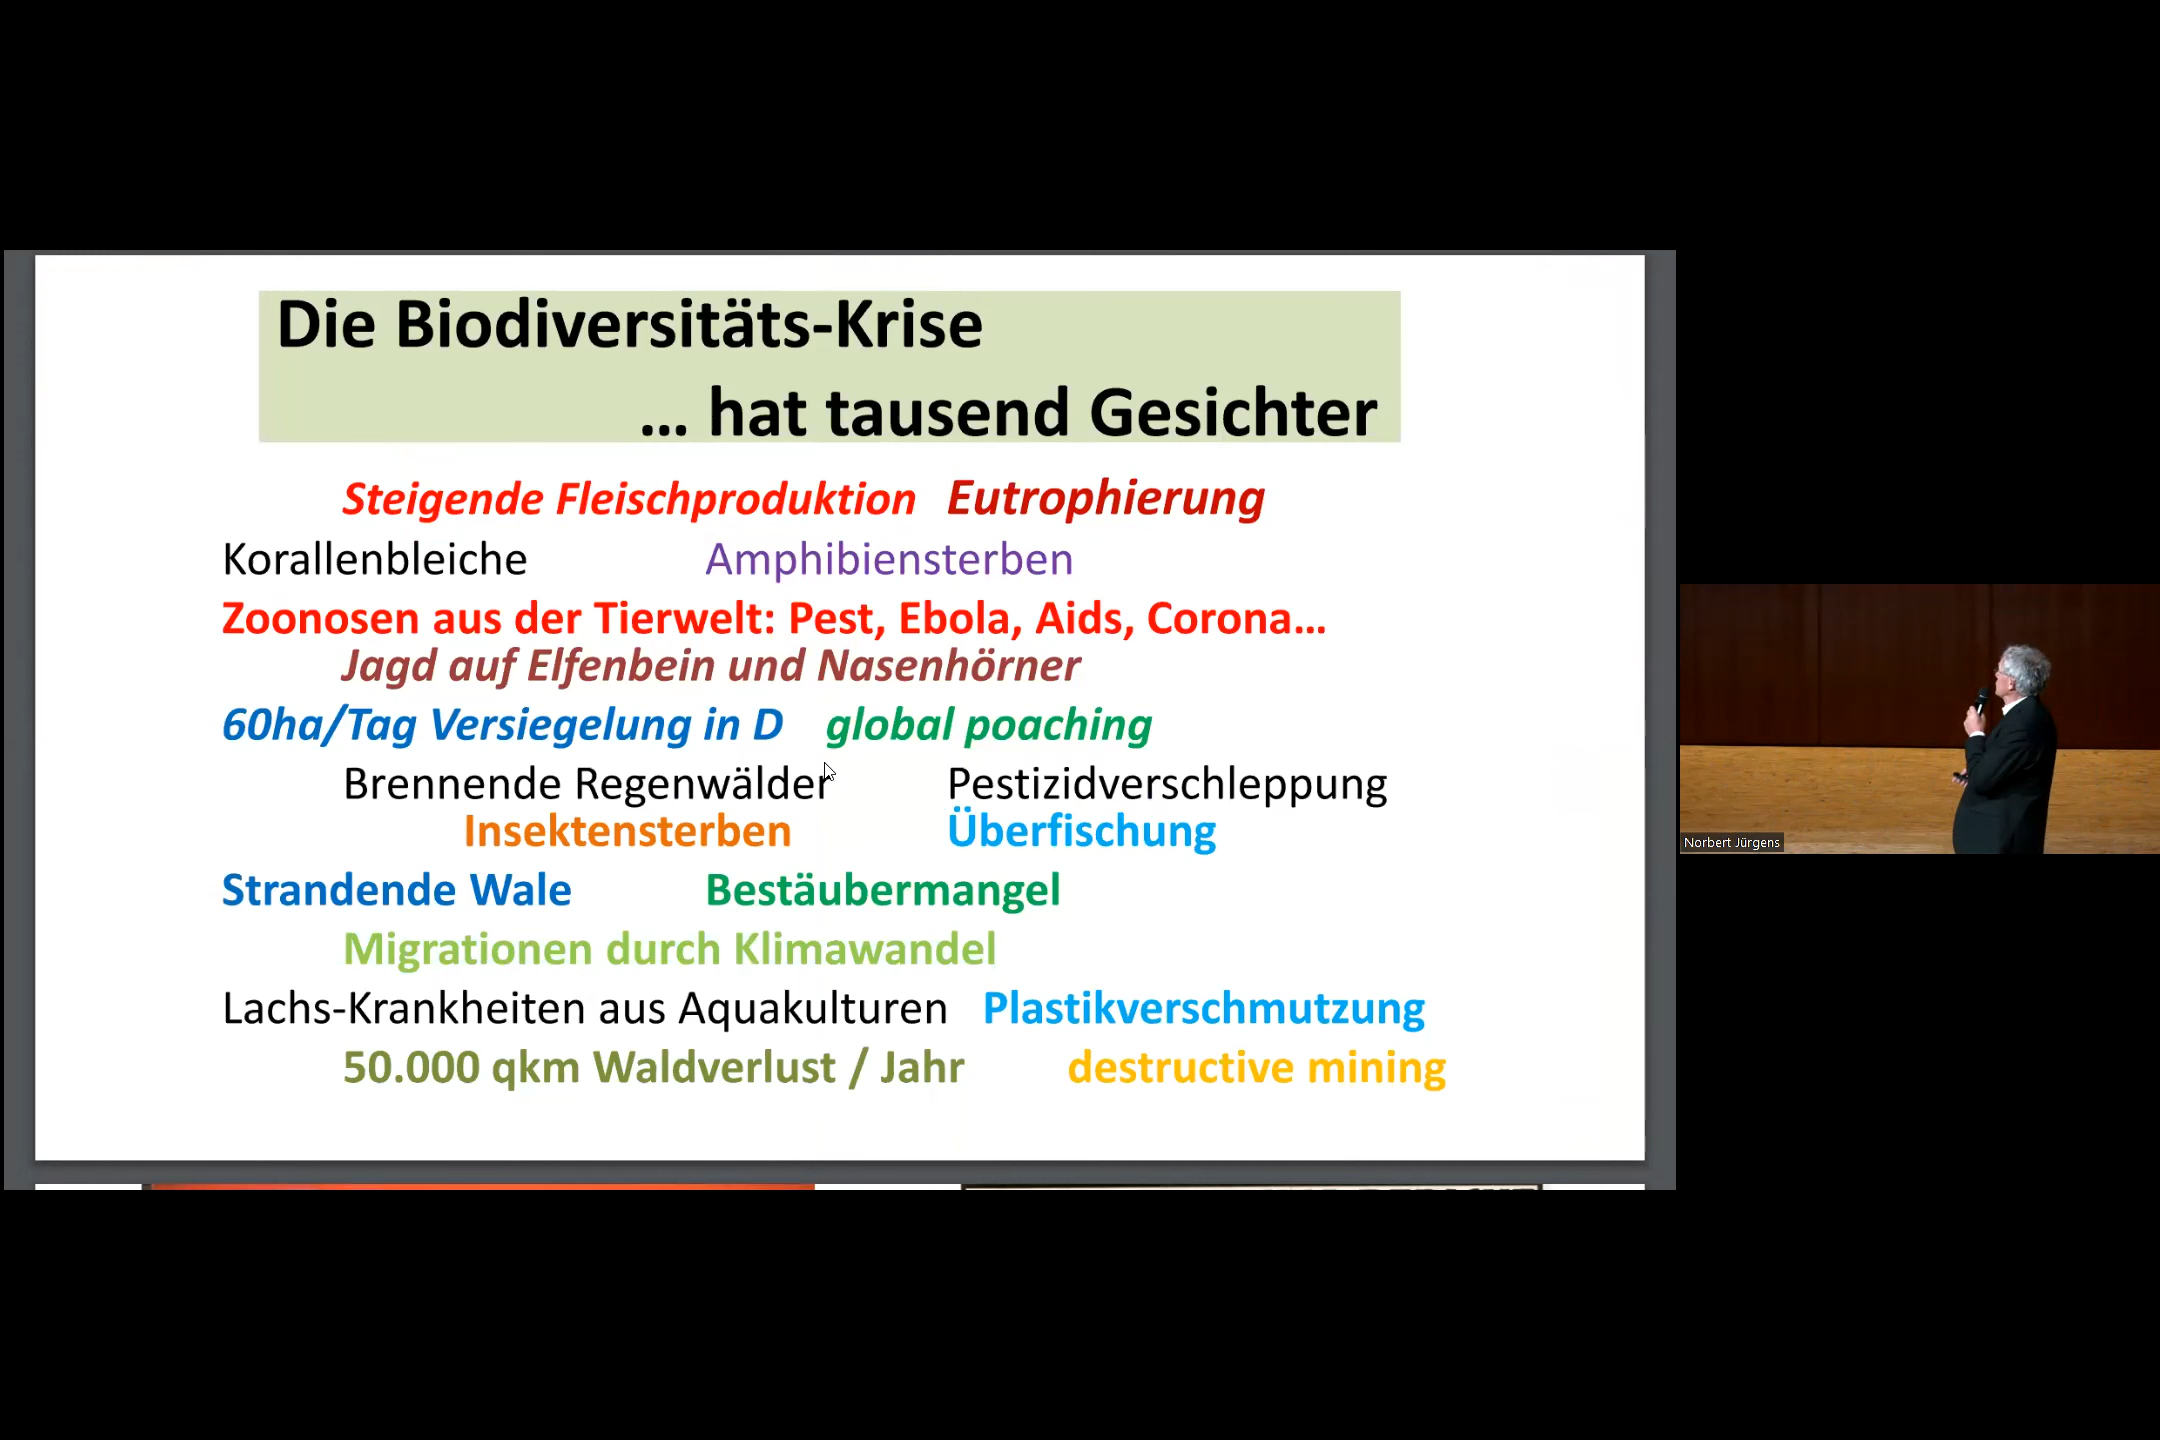 Die Biodiversitäts-Krise
... hat tausend Gesichter
Steigende Fleischproduktion Eutrophierung
Korallenbleiche Amphibiensterben
Zoonosen aus der Tierwelt: Pest, Ebola, Aids, Corona...
Jagd auf Elfenbein und Nasenhörner
60ha/Tag Versiegelung in D global poaching
Brennende Regenwälder Pestizidverschleppung
Insektensterben Überfischung
Strandende Wale Bestäubermangel
Migrationen durch Klimawandel
Lachs-Krankheiten aus Aquakulturen Plastikverschmutzung
50.000 qkm Waldverlust / Jahr destructive mining
Norbert Jürgens